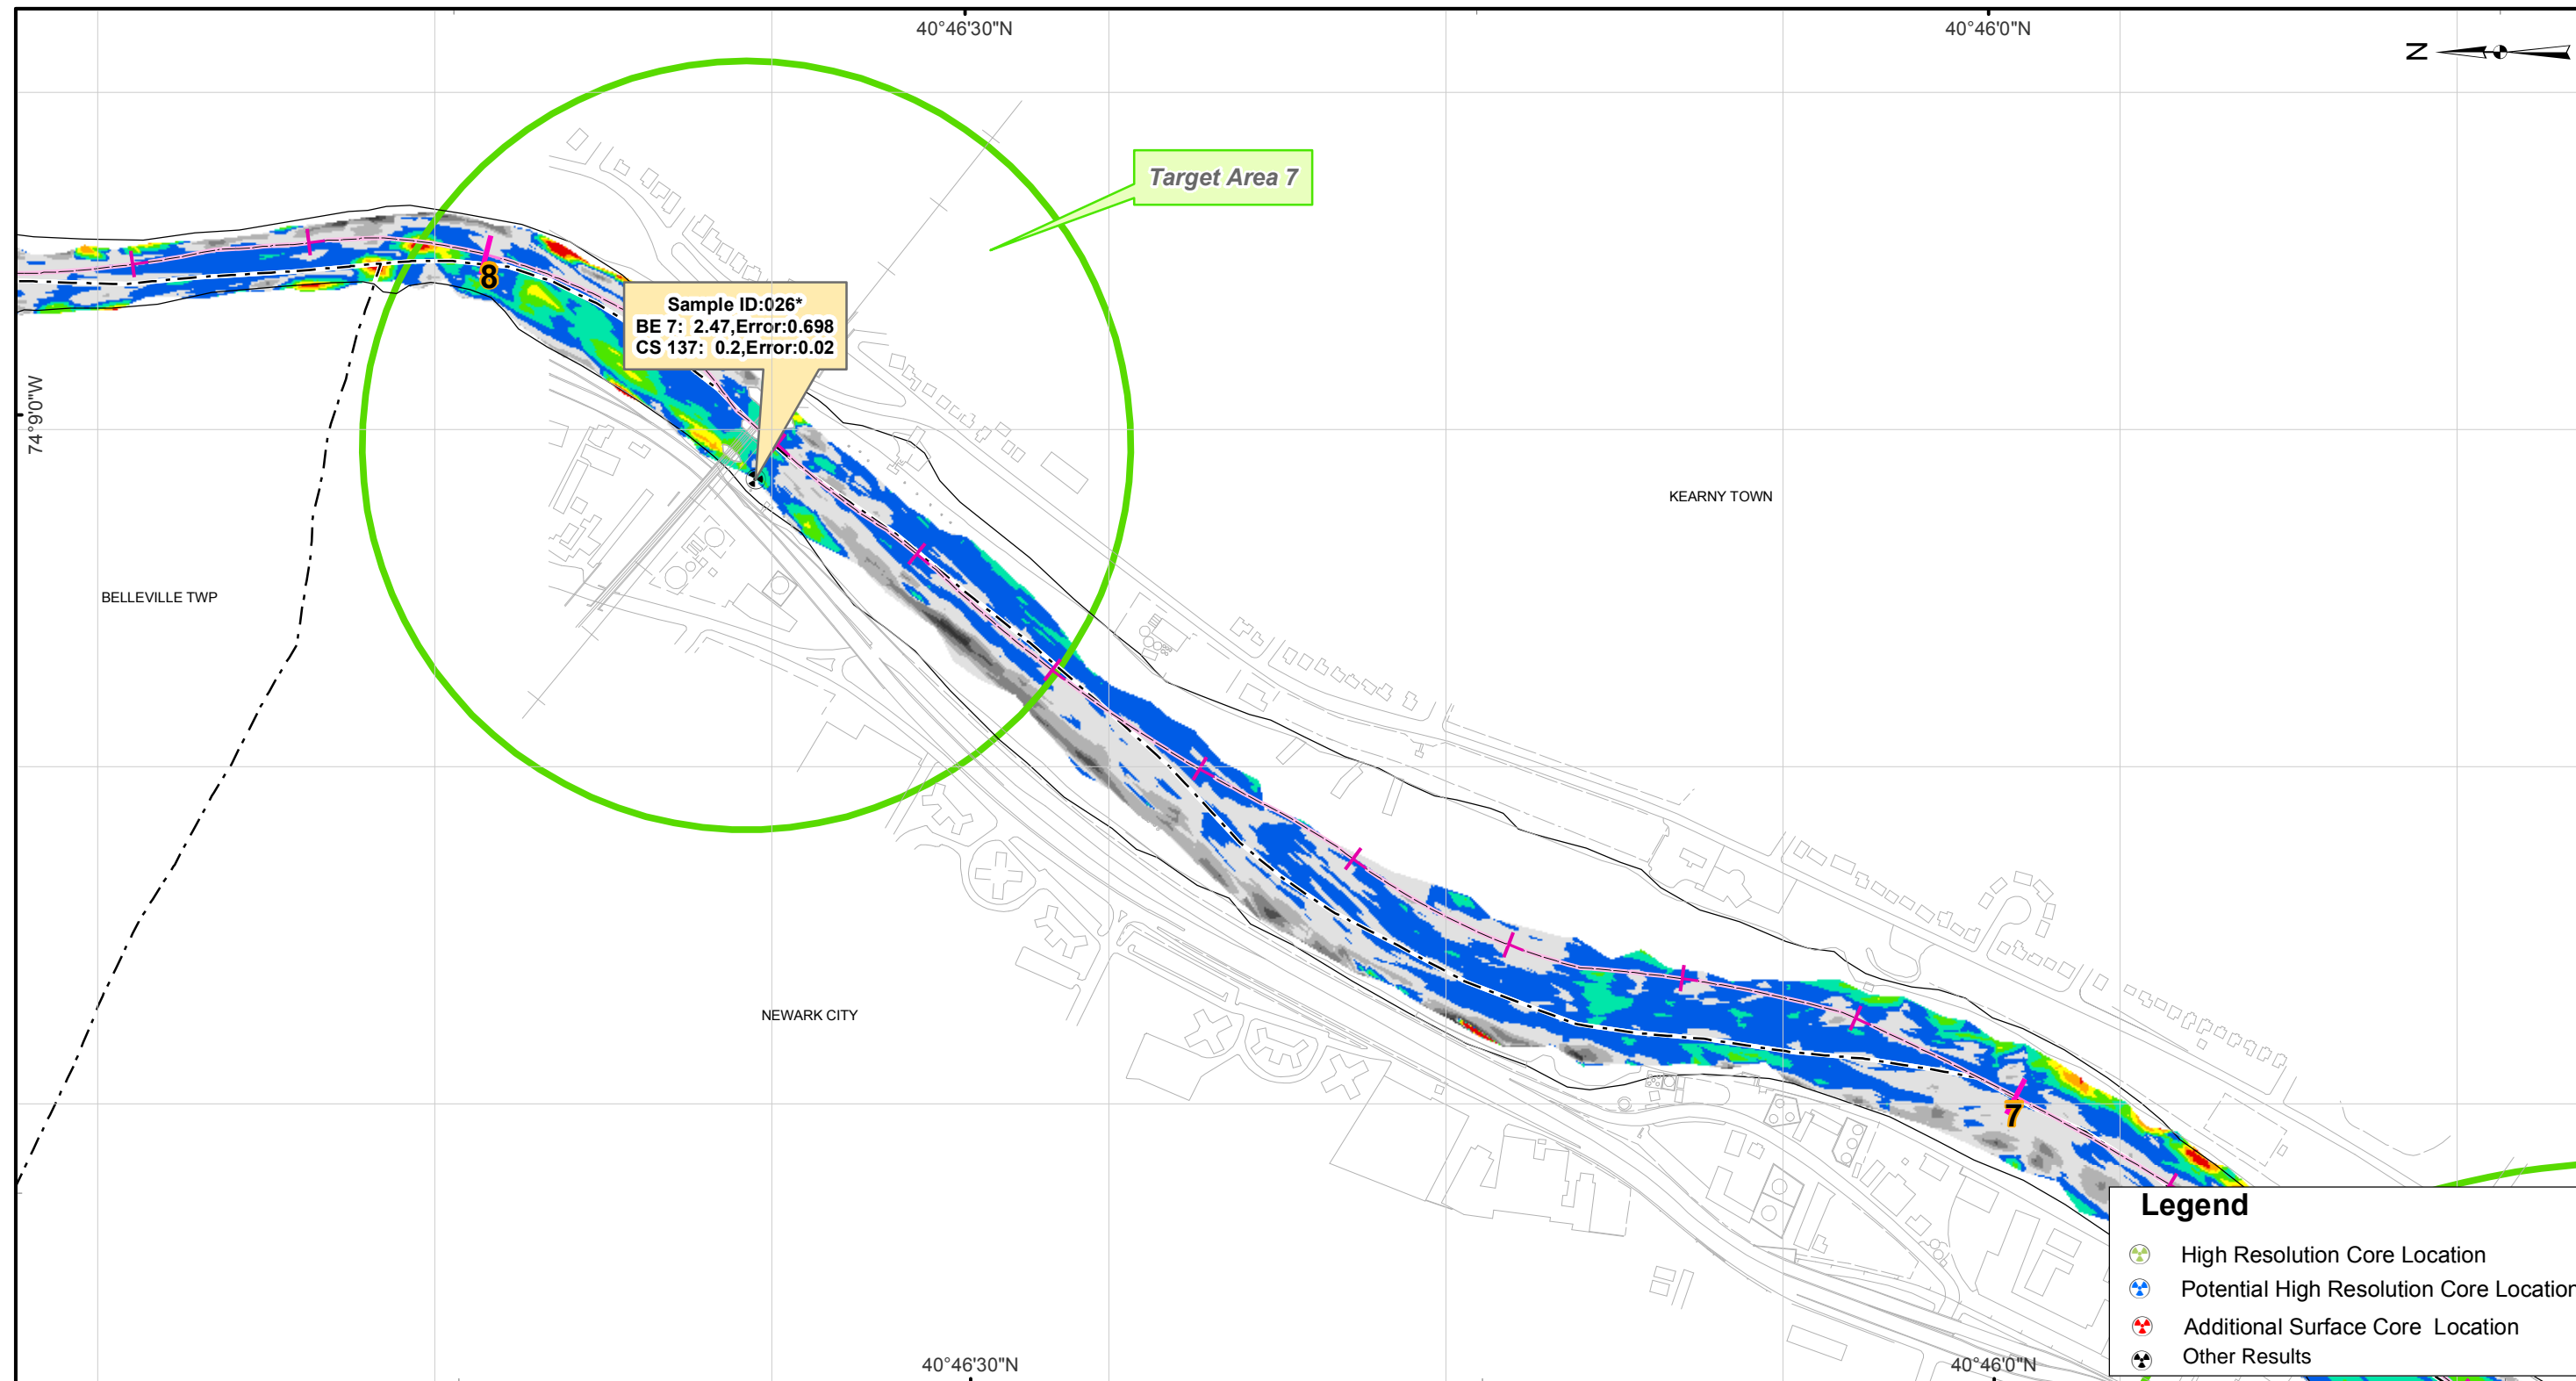 40°46'30"N
40°46'0"N
N
Target Area 7
8
Sample ID:026*
BE 7: 2.47,Error:0.698
CS 137: 0.2,Error:0.02
74°9'0"W
KEARNY TOWN
BELLEVILLE TWP
NEWARK CITY
7
Legend
High Resolution Core Location
Potential High Resolution Core Location
Additional Surface Core Location
Other Results
40°46'30"N
40°46'0"N